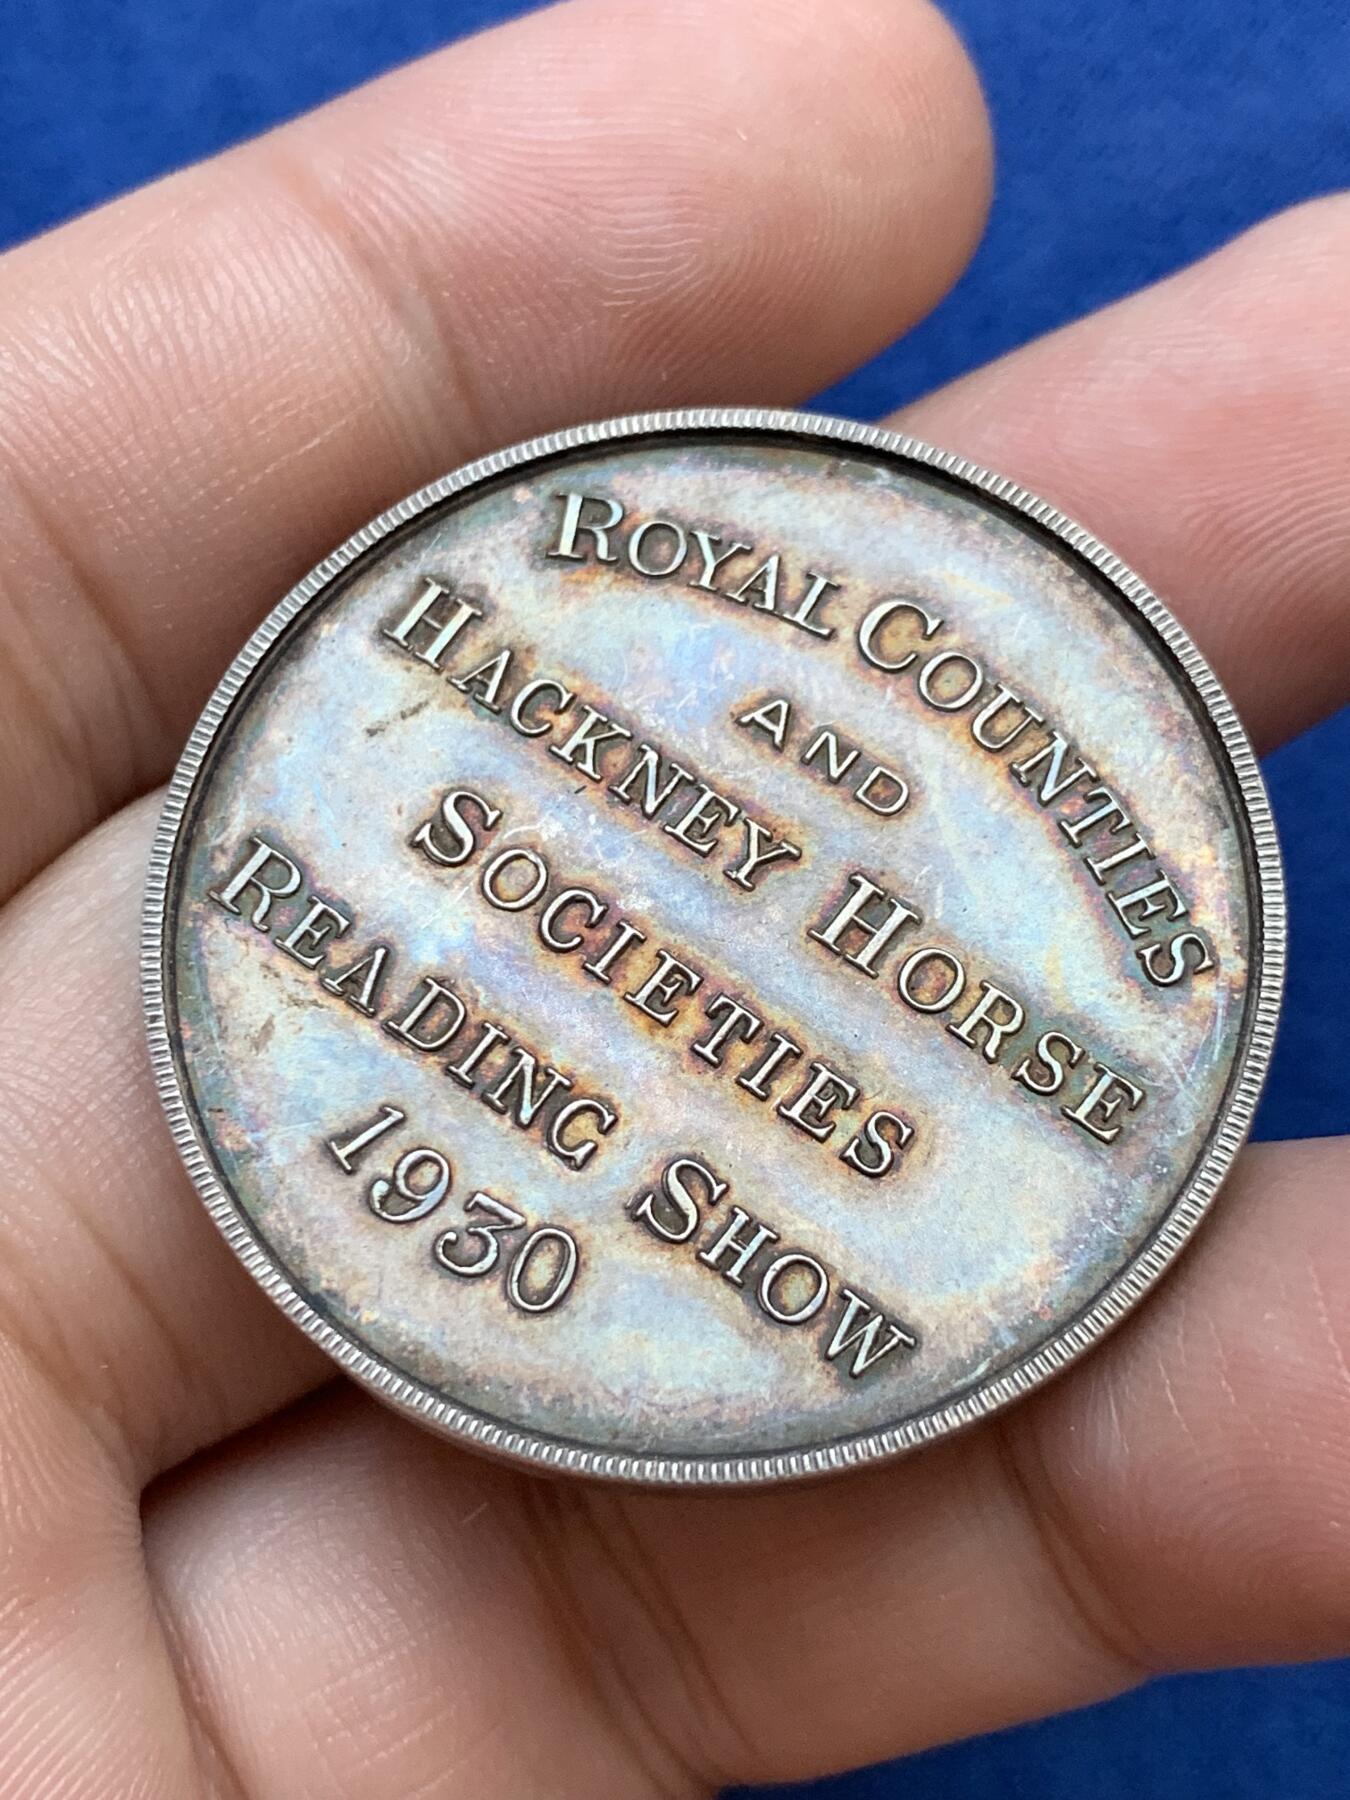 ROYAL COUNTIES
AND
HACKNEY HORSE
SOCIETIES
READING SHOW
1930